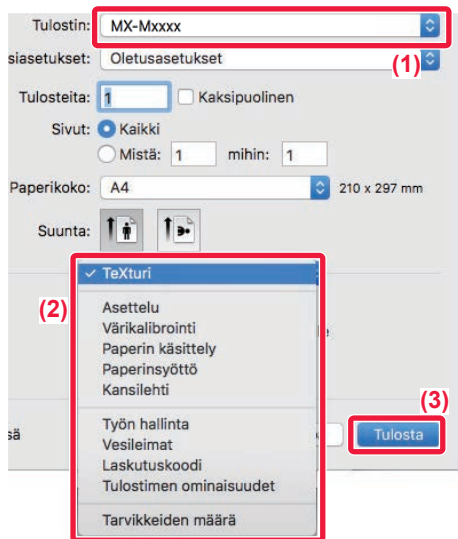 Tulostin: MX-Mxxxx
siasetukset: Oletusasetukset
(1)
Tulosteita: 1 Kaksipuolinen
Sivut: Kaikki
Mistä: 1 mihin: 1
Paperikoko: A4 210 x 297 mm
Suunta:
✓ TeXturi
(2)
Asettelu
Värikalibrointi
Paperin käsittely
Paperinsyöttö
Kansilehti
Työn hallinta
Vesileimat
Laskutuskoodi
Tulostimen ominaisuudet
Tarvikkeiden määrä
(3)
sä
Tulosta